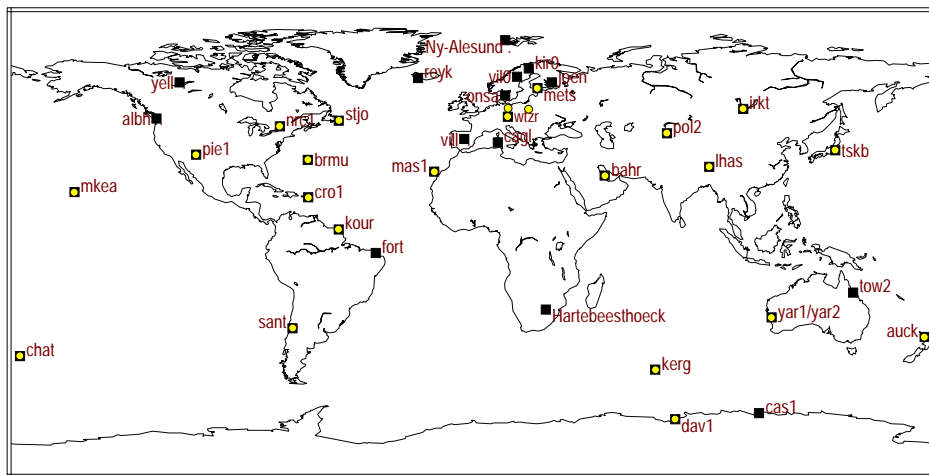 Ny-Alesund :
kir0
reyk
vil0
joen
yell
mets
onsa
irkt
albh
stjo
nrc1
wtzr
pol2
vill
cagl
tskb
pie1
brmu
lhas
mas1
bahr
mkea
cro1
kour
fort
tow2
Hartebeesthoeck
yar1/yar2
sant
auck
chat
kerg
cas1
dav1